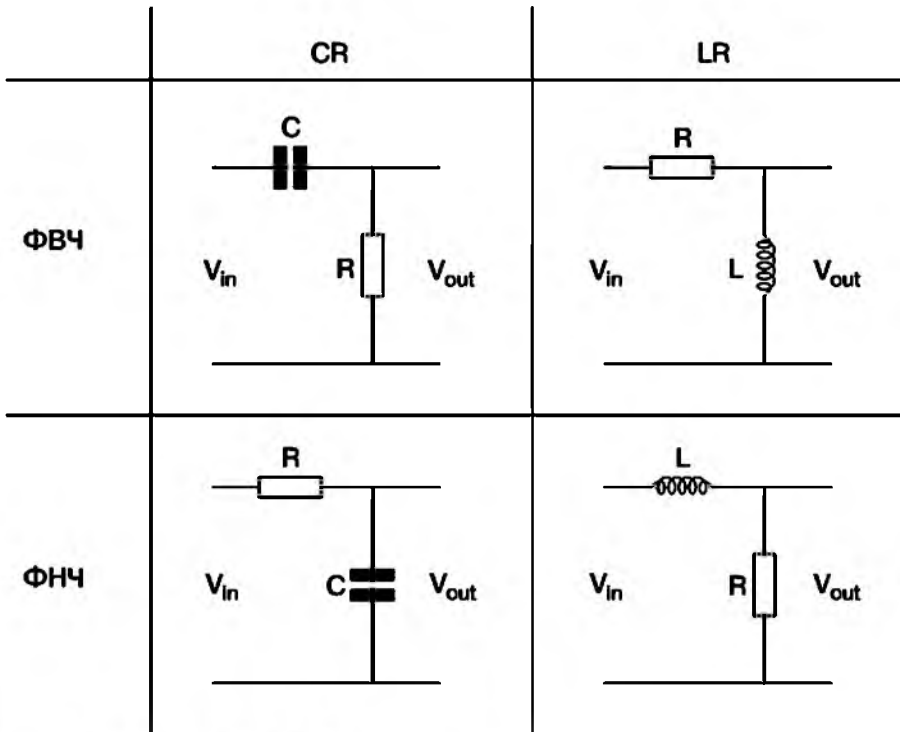 CR LR
C R
ФВЧ Vin R Vout Vin L Vout
R L
ФНЧ Vin C Vout Vin R Vout